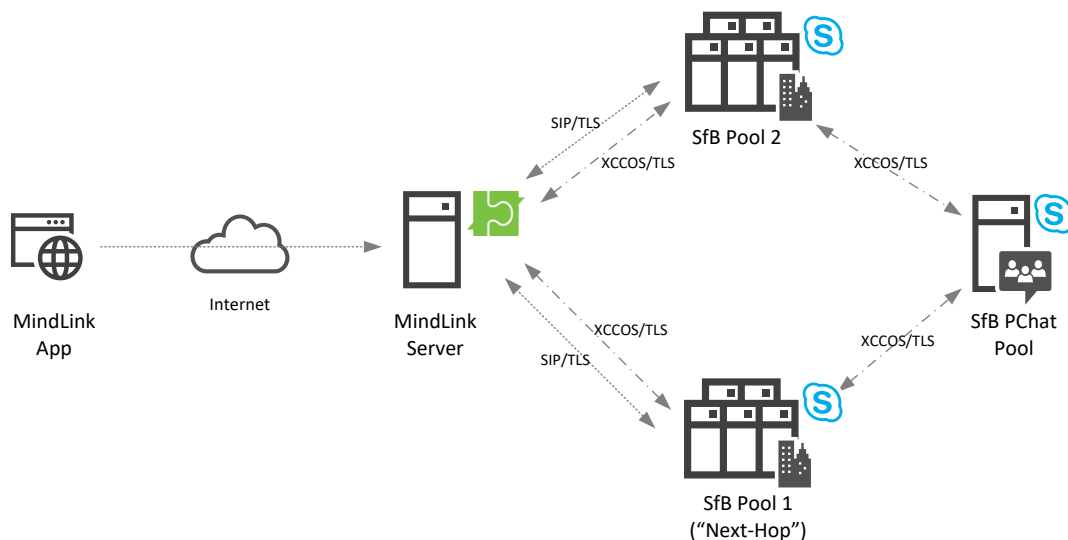 SIP/TLS
XCCOS/TLS
SfB Pool 2
XCCOS/TLS
MindLink
App
Internet
MindLink
Server
SfB PChat
Pool
XCCOS/TLS
SIP/TLS
XCCOS/TLS
SfB Pool 1
(“Next-Hop”)